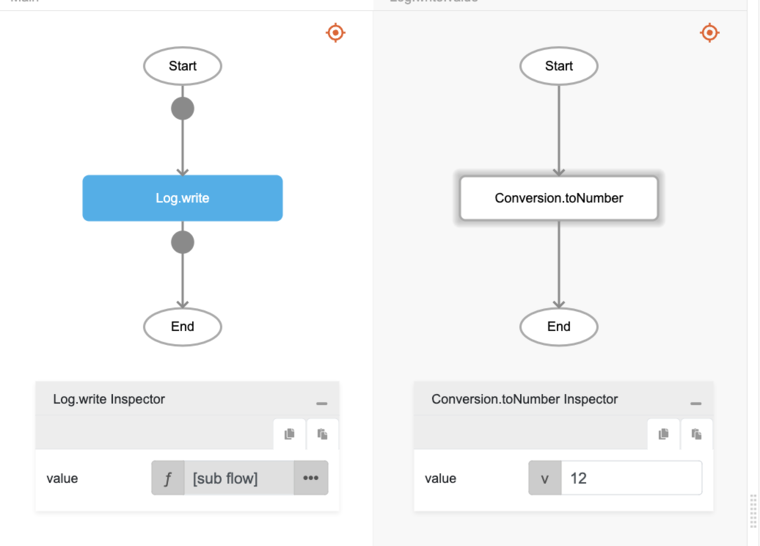 Start
Log.write
End
Log.write Inspector
value
ƒ
[sub flow]
•••
Start
Conversion.toNumber
End
Conversion.toNumber Inspector
value
v
12